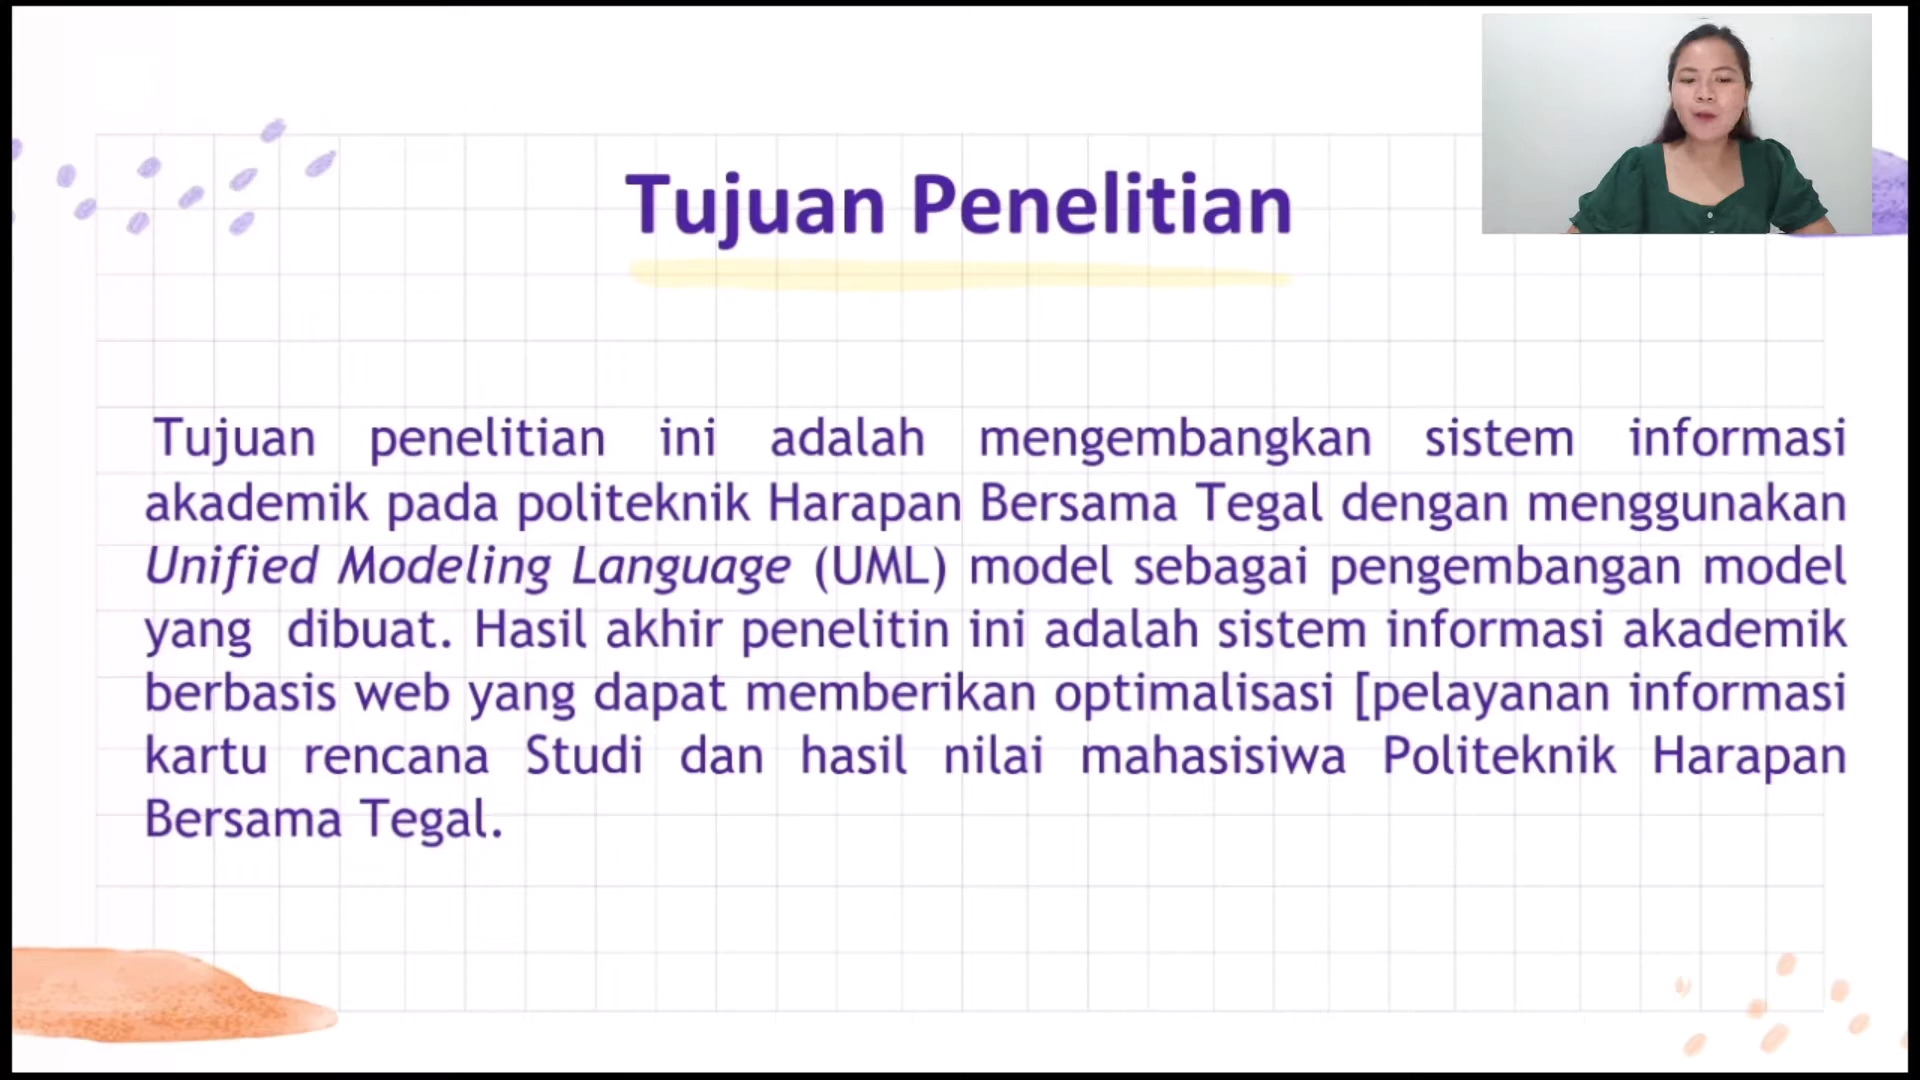 Tujuan Penelitian
Tujuan penelitian ini adalah mengembangkan sistem informasi
akademik pada politeknik Harapan Bersama Tegal dengan menggunakan
Unified Modeling Language (UML) model sebagai pengembangan model
yang dibuat. Hasil akhir penelitin ini adalah sistem informasi akademik
berbasis web yang dapat memberikan optimalisasi [pelayanan informasi
kartu rencana Studi dan hasil nilai mahasisiwa Politeknik Harapan
Bersama Tegal.